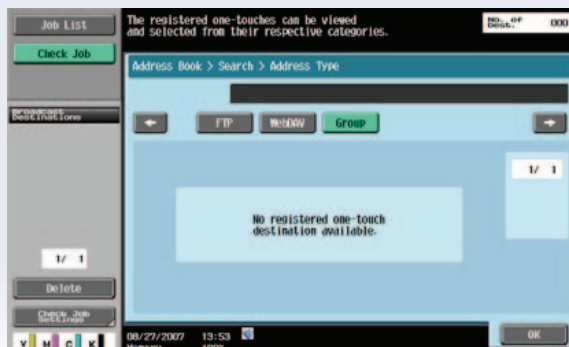 Job List
The registered one-touches can be viewed
and selected from their respective categories.
No. of
Dest.
000
Check Job
Address Book > Search > Address Type
Broadcast
Destinations
←
FTP
WebDAV
Group
→
1/ 1
No registered one-touch
destination available.
1/ 1
Delete
Check Job
Settings
Y M C K
08/27/2007 13:53
Memory 100%
OK